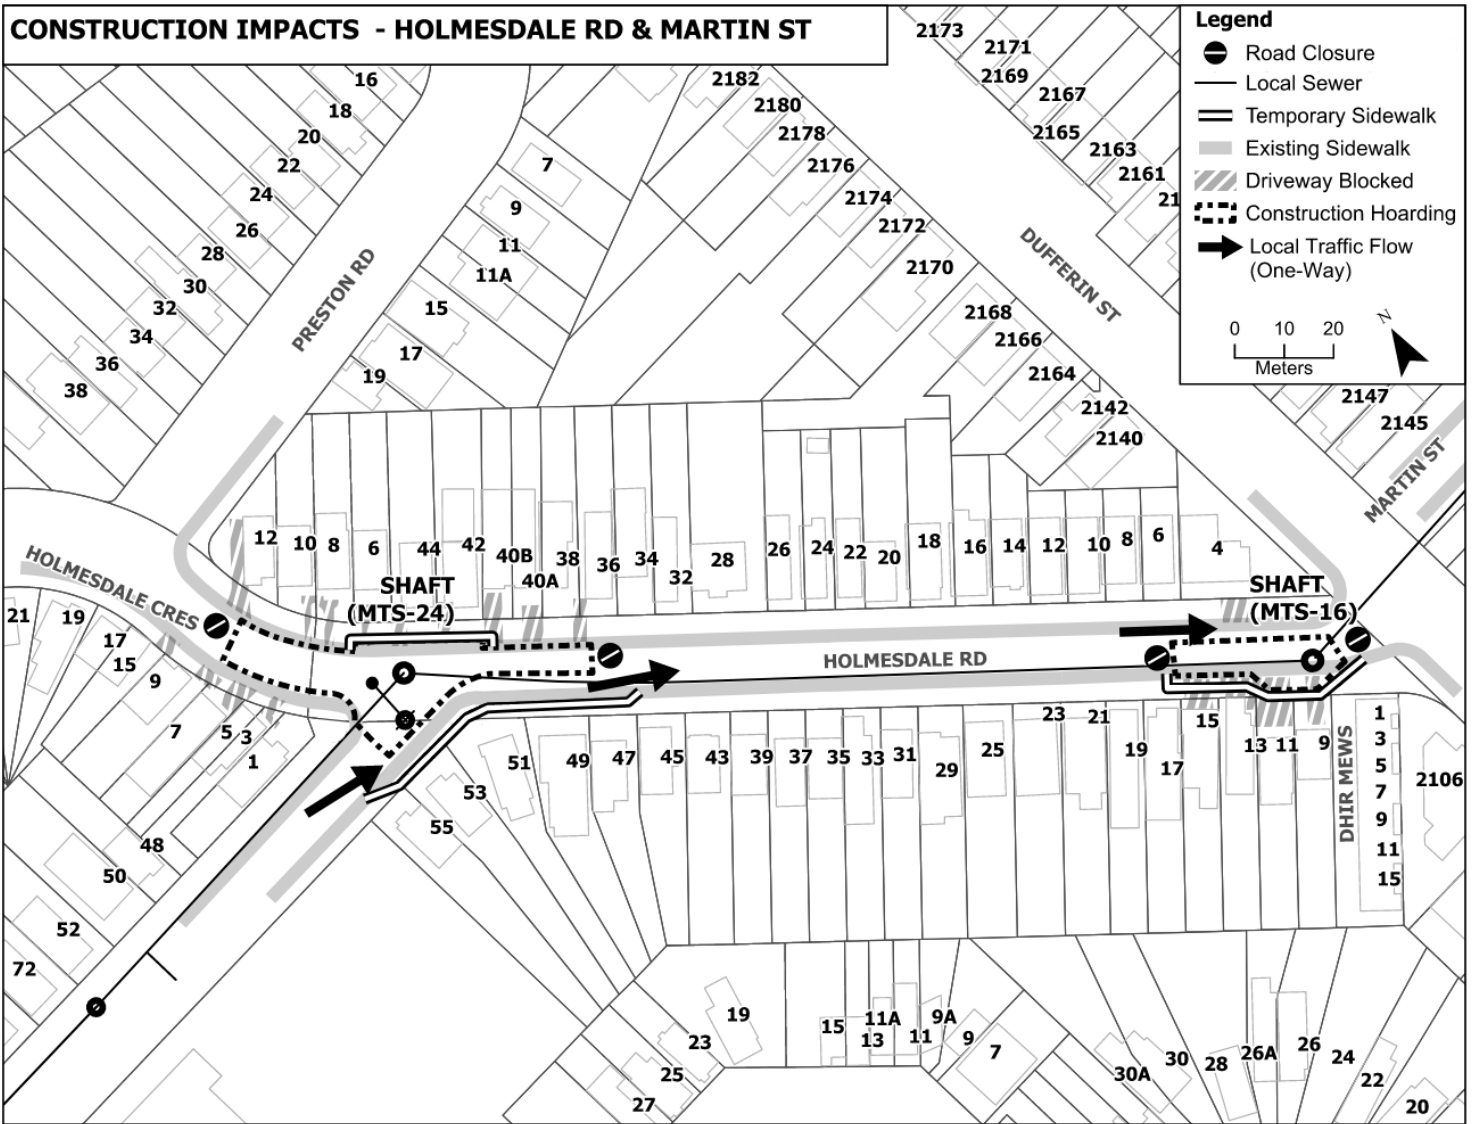 CONSTRUCTION IMPACTS - HOLMESDALE RD & MARTIN ST
Legend
Road Closure
Local Sewer
Temporary Sidewalk
Existing Sidewalk
Driveway Blocked
Construction Hoarding
Local Traffic Flow
(One-Way)
N
0 10 20
Meters
16
18
20
22
24
26
28
30
32
34
36
38
PRESTON RD
7
9
11
11A
15
17
19
2182
2180
2178
2176
2174
2172
2170
2168
2166
2164
2142
2140
2173
2171
2169
2167
2165
2163
2161
21
DUFFERIN ST
2147
2145
MARTIN ST
HOLMESDALE CRES
12 10 8 6 44 42 40B 40A 38 36 34 32 28 26 24 22 20 18 16 14 12 10 8 6 4
SHAFT
(MTS-24)
SHAFT
(MTS-16)
HOLMESDALE RD
21
19
17
15
9
7
5
3
1
48
50
52
72
55 53 51 49 47 45 43 39 37 35 33 31 29 25 23 21 19 17 15 13 11 9
DHIR MEWS
1
3
5
7
9
11
15
2106
27
25
23
19
15
13
11A
11
9A
9
7
30A
30
28
26A
26
24
22
20